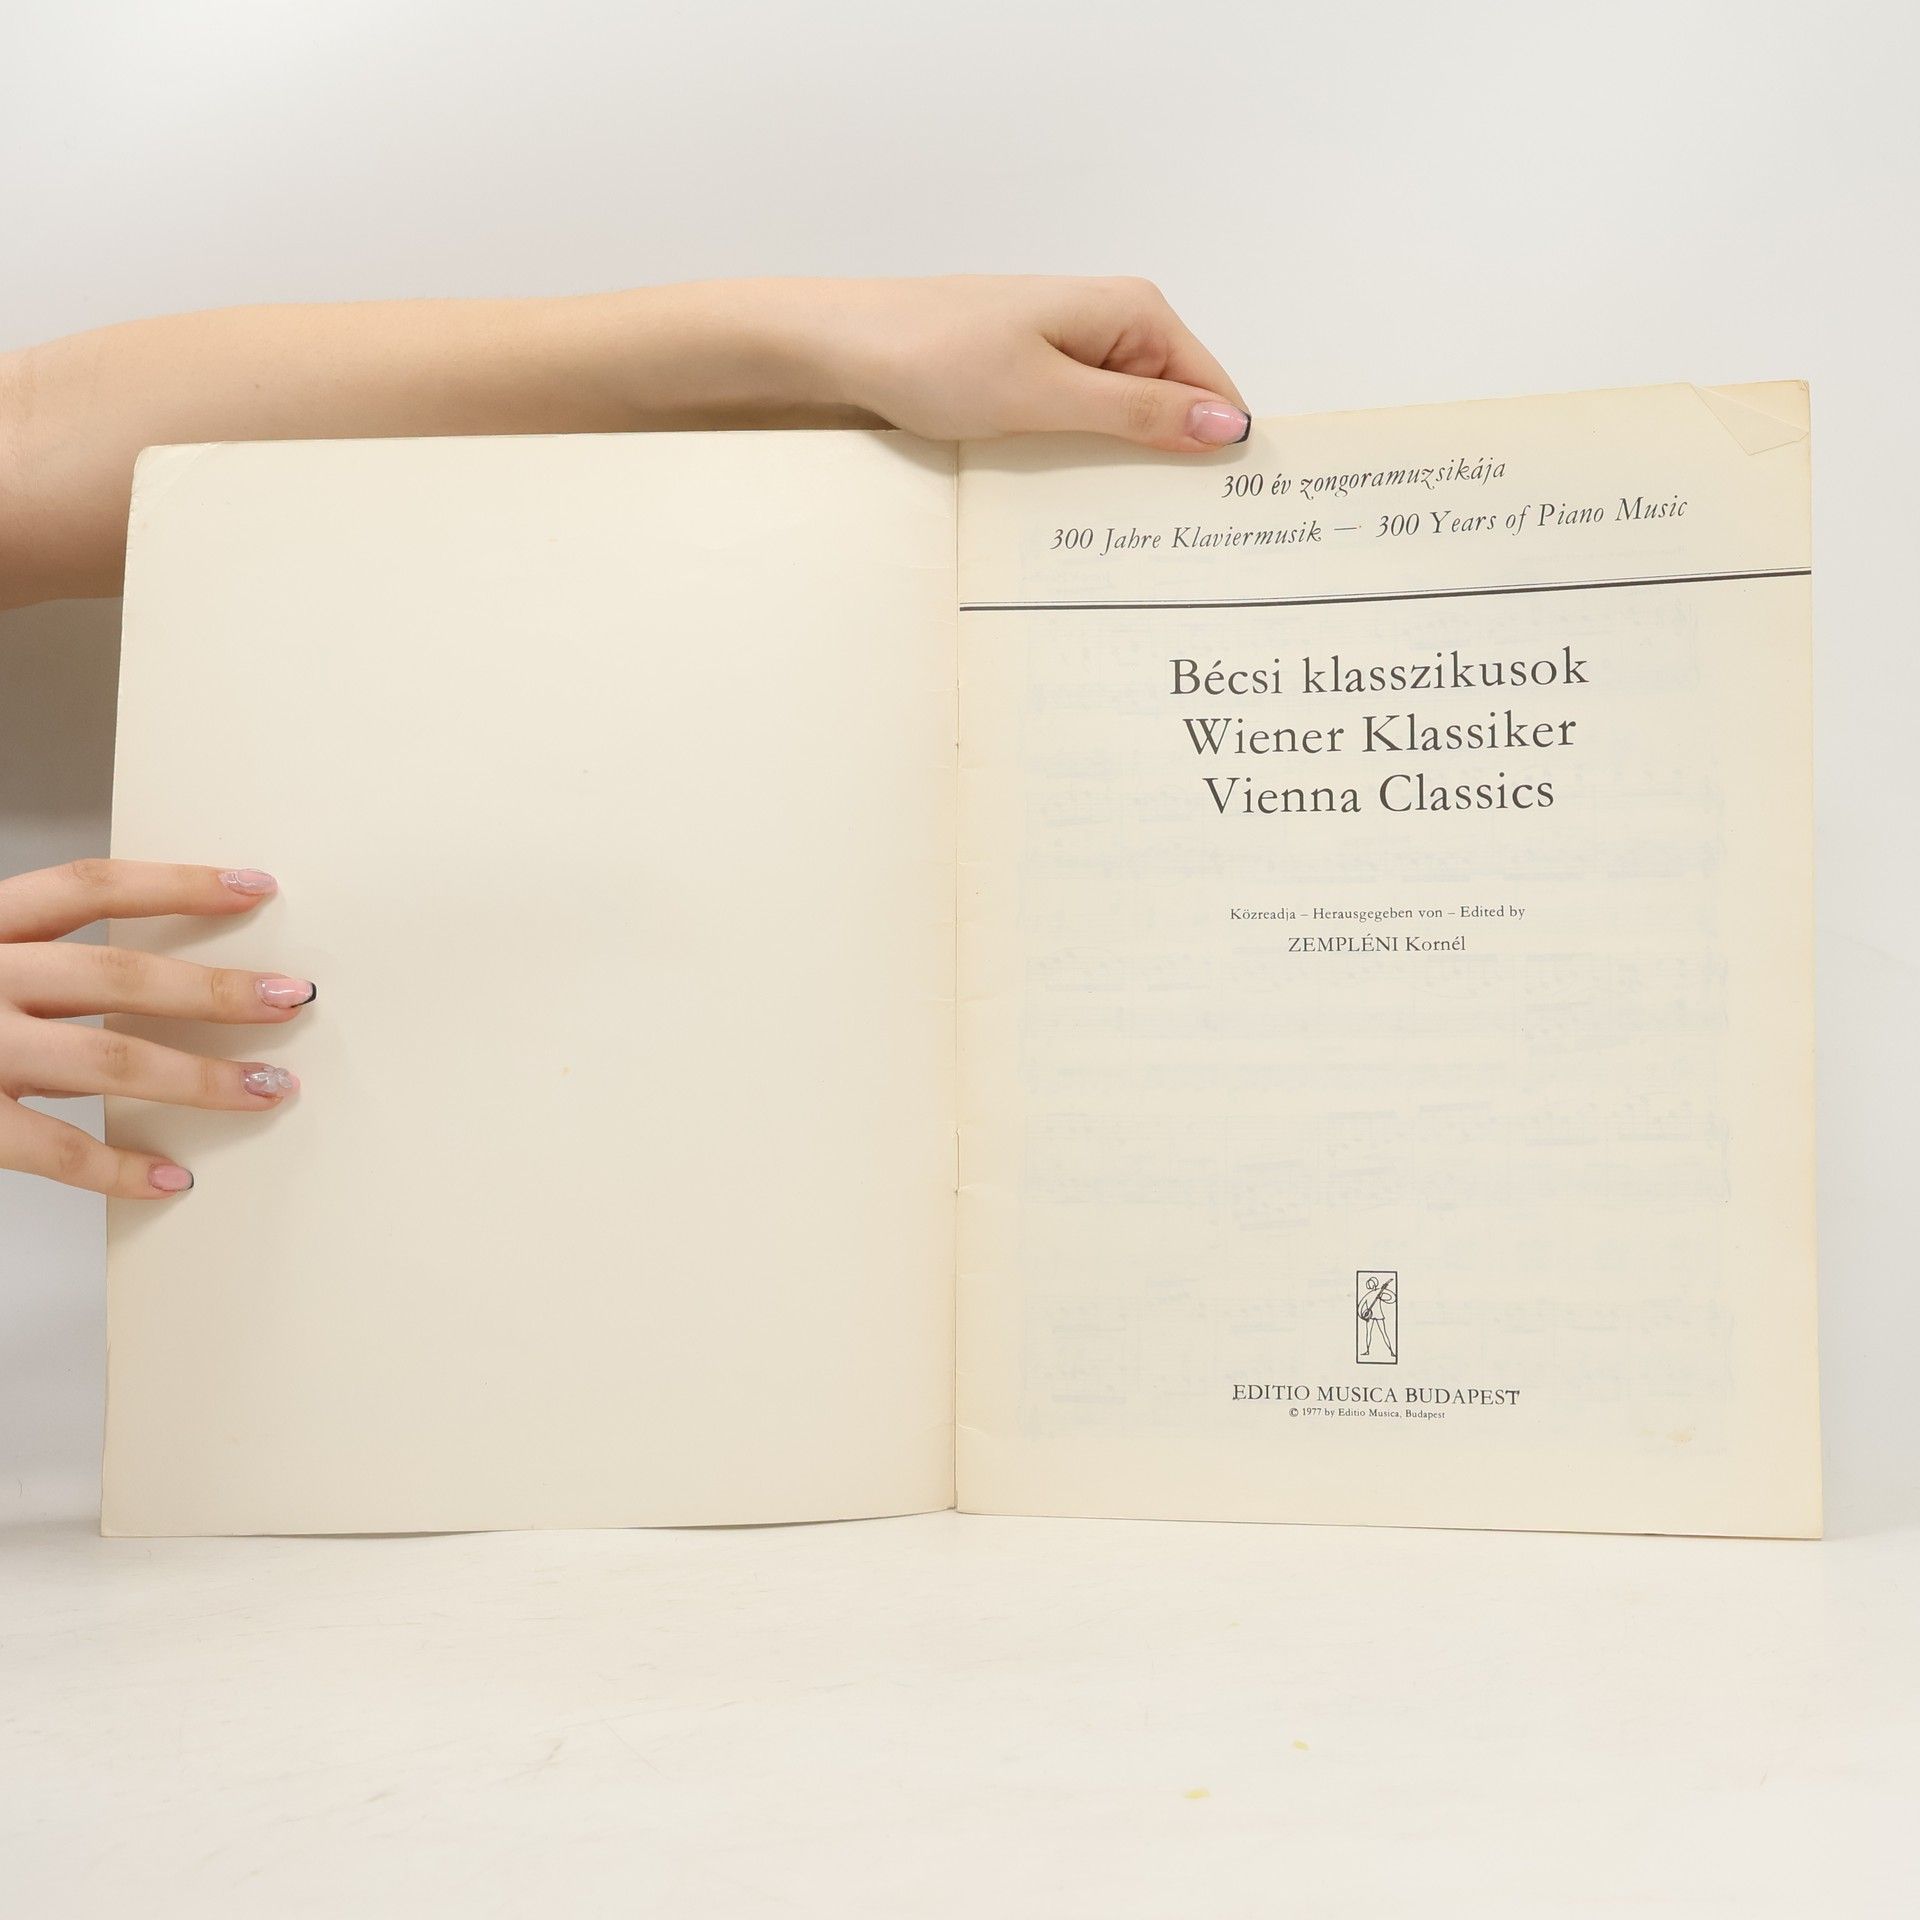 300 év zongoramuzsikája
300 Jahre Klaviermusik — 300 Years of Piano Music
Bécsi klasszikusok
Wiener Klassiker
Vienna Classics
Közreadja – Herausgegeben von – Edited by
ZEMPLÉNI Kornél
EDITIO MUSICA BUDAPEST
© 1977 by Editio Musica, Budapest